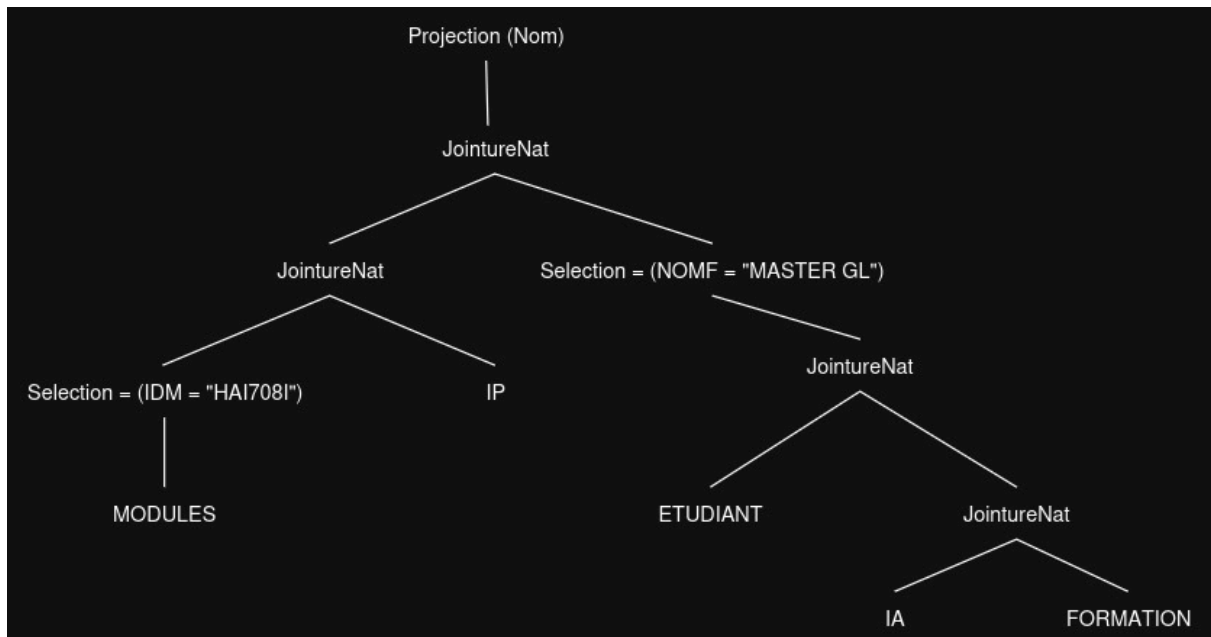 Projection (Nom)
JointureNat
JointureNat
Selection = (NOMF = "MASTER GL")
JointureNat
Selection = (IDM = "HAI708I")
IP
MODULES
ETUDIANT
JointureNat
IA
FORMATION